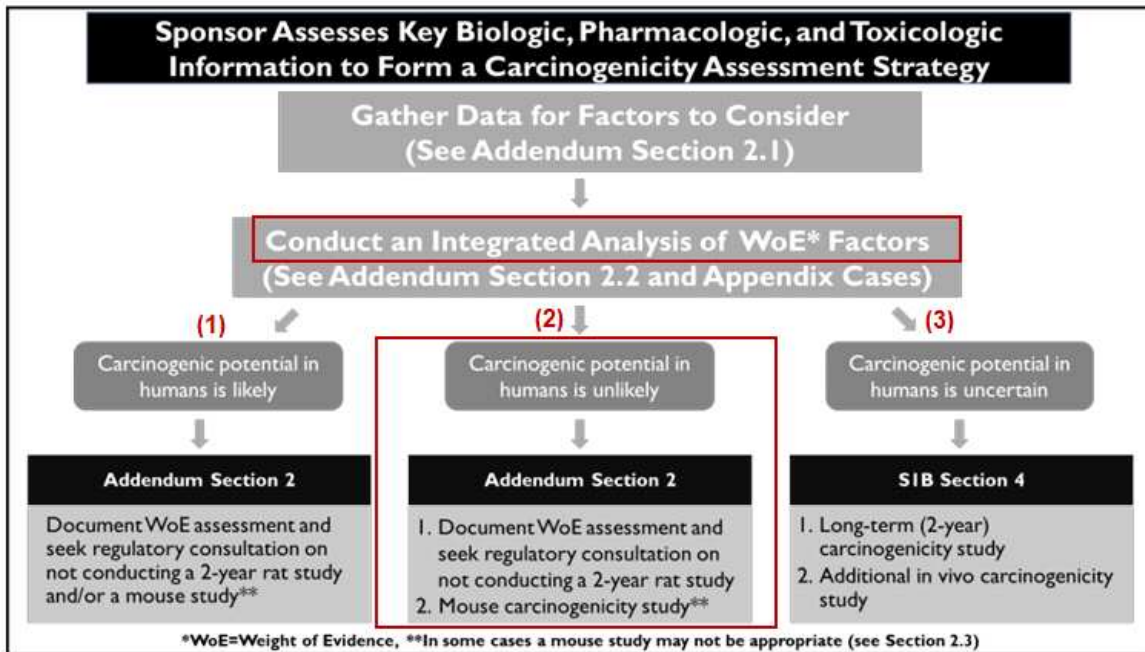 Sponsor Assesses Key Biologic, Pharmacologic, and Toxicologic
Information to Form a Carcinogenicity Assessment Strategy
Gather Data for Factors to Consider
(See Addendum Section 2.1)
Conduct an Integrated Analysis of WoE* Factors
(See Addendum Section 2.2 and Appendix Cases)
(1)
(2)
(3)
Carcinogenic potential in
humans is likely
Carcinogenic potential in
humans is unlikely
Carcinogenic potential in
humans is uncertain
Addendum Section 2
Document WoE assessment and
seek regulatory consultation on
not conducting a 2-year rat study
and/or a mouse study**
Addendum Section 2
1. Document WoE assessment and
seek regulatory consultation on
not conducting a 2-year rat study
2. Mouse carcinogenicity study**
S1B Section 4
1. Long-term (2-year)
carcinogenicity study
2. Additional in vivo carcinogenicity
study
*WoE=Weight of Evidence, **In some cases a mouse study may not be appropriate (see Section 2.3)